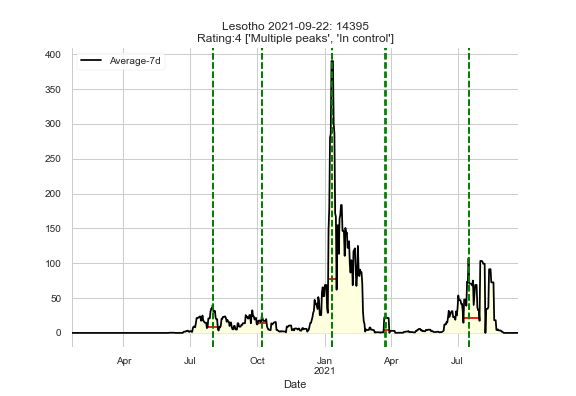 Lesotho 2021-09-22: 14395
Rating:4 ['Multiple peaks', 'In control']
Average-7d
400
350
300
250
200
150
100
50
0
Apr Jul Oct Jan Apr Jul
2021
Date